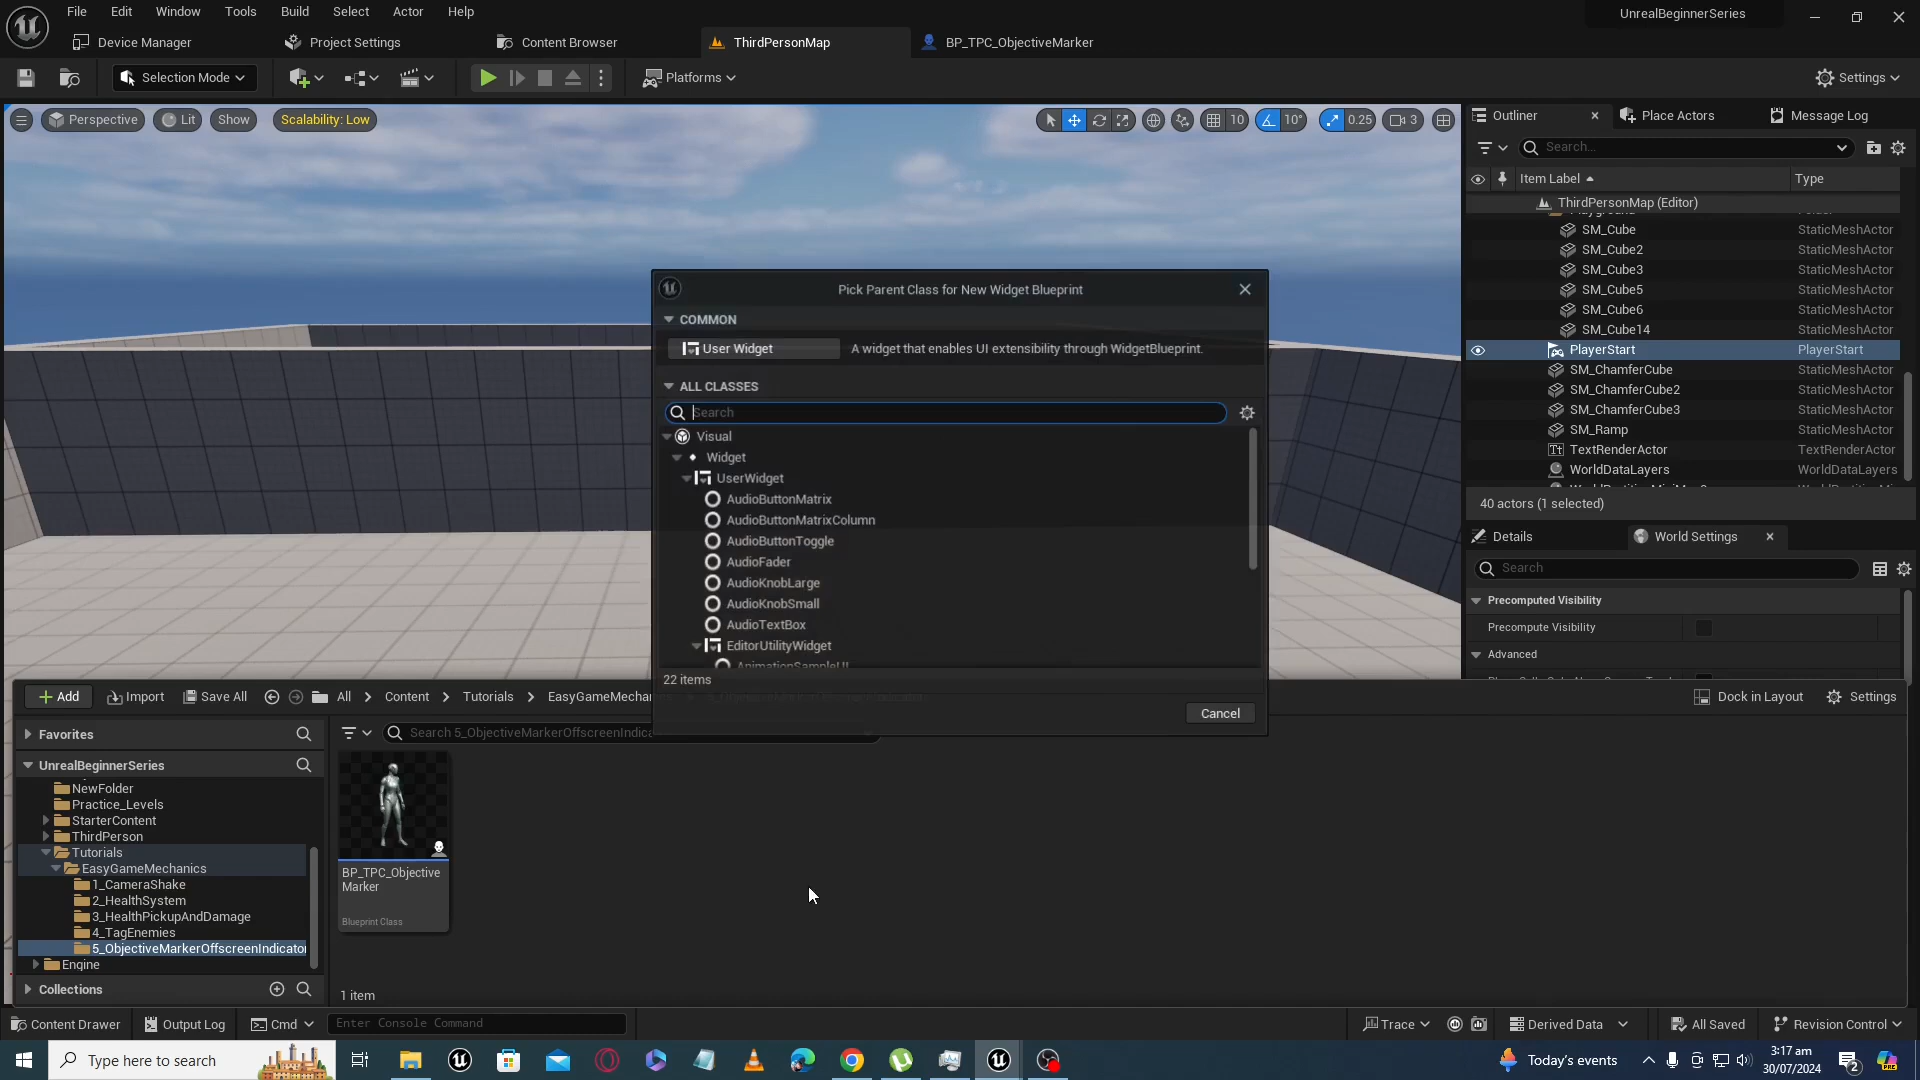 File Edit Window Tools Build Select Actor Help
UnrealBeginnerSeries
Device Manager
Project Settings
Content Browser
ThirdPersonMap
BP_TPC_ObjectiveMarker
Selection Mode
Platforms
Settings
Perspective
Lit
Show
Scalability: Low
10
10°
0.25
3
Outliner
Place Actors
Message Log
Search...
Item Label
Type
ThirdPersonMap (Editor)
SM_Cube StaticMeshActor
SM_Cube2 StaticMeshActor
SM_Cube3 StaticMeshActor
SM_Cube5 StaticMeshActor
SM_Cube6 StaticMeshActor
SM_Cube14 StaticMeshActor
PlayerStart PlayerStart
SM_ChamferCube StaticMeshActor
SM_ChamferCube2 StaticMeshActor
SM_ChamferCube3 StaticMeshActor
SM_Ramp StaticMeshActor
TextRenderActor TextRenderActor
WorldDataLayers WorldDataLayers
40 actors (1 selected)
Details
World Settings
Search
Precomputed Visibility
Precompute Visibility
Advanced
Pick Parent Class for New Widget Blueprint
COMMON
User Widget
A widget that enables UI extensibility through WidgetBlueprint.
ALL CLASSES
Search
Visual
Widget
UserWidget
AudioButtonMatrix
AudioButtonMatrixColumn
AudioButtonToggle
AudioFader
AudioKnobLarge
AudioKnobSmall
AudioTextBox
EditorUtilityWidget
AnimationSampleUI
22 items
Cancel
Add
Import
Save All
All
Content
Tutorials
EasyGameMecha
Dock in Layout
Settings
Favorites
Search 5_ObjectiveMarkerOffscreenIndica
UnrealBeginnerSeries
NewFolder
Practice_Levels
StarterContent
ThirdPerson
Tutorials
EasyGameMechanics
1_CameraShake
2_HealthSystem
3_HealthPickupAndDamage
4_TagEnemies
5_ObjectiveMarkerOffscreenIndicator
Engine
Collections
BP_TPC_Objective
Marker
Blueprint Class
1 item
Content Drawer
Output Log
Cmd
Enter Console Command
Trace
Derived Data
All Saved
Revision Control
Type here to search
Today's events
3:17 am
30/07/2024
2